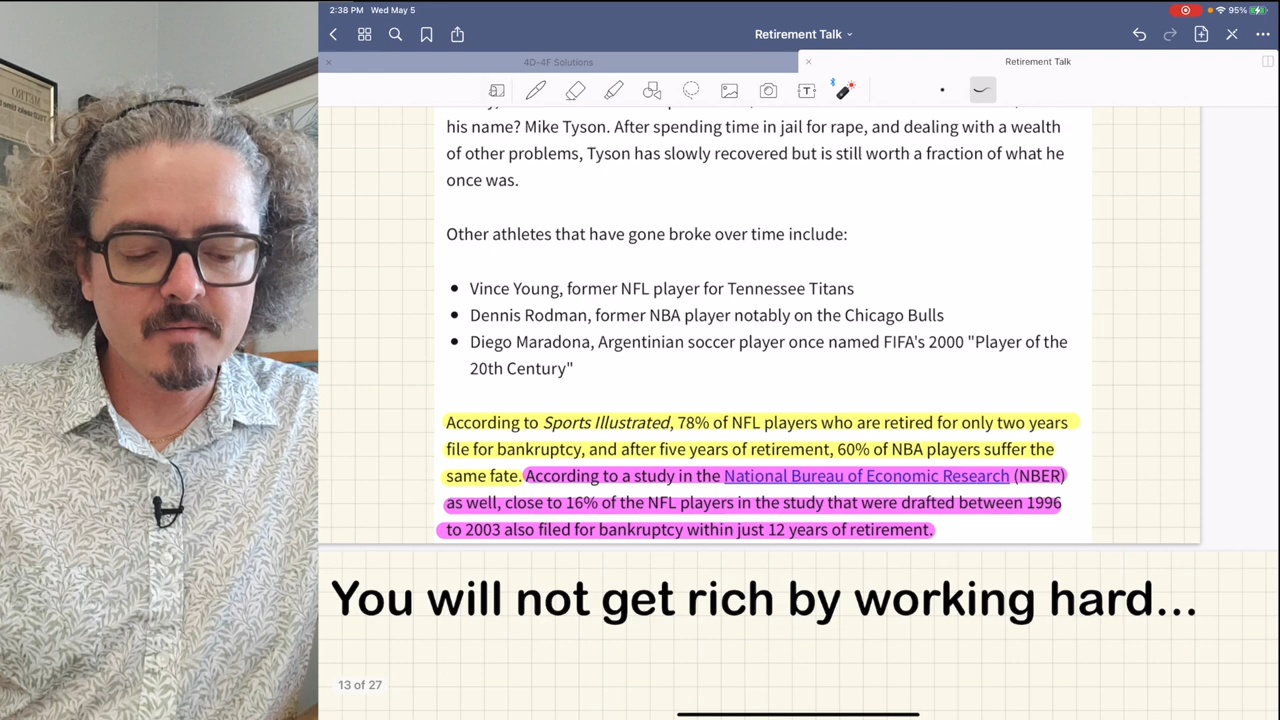 2:38 PM Wed May 5
95%
Retirement Talk
4D-4F Solutions
Retirement Talk
T
his name? Mike Tyson. After spending time in jail for rape, and dealing with a wealth
of other problems, Tyson has slowly recovered but is still worth a fraction of what he
once was.
Other athletes that have gone broke over time include:
• Vince Young, former NFL player for Tennessee Titans
• Dennis Rodman, former NBA player notably on the Chicago Bulls
• Diego Maradona, Argentinian soccer player once named FIFA's 2000 "Player of the
20th Century"
According to Sports Illustrated, 78% of NFL players who are retired for only two years
file for bankruptcy, and after five years of retirement, 60% of NBA players suffer the
same fate. According to a study in the National Bureau of Economic Research (NBER)
as well, close to 16% of the NFL players in the study that were drafted between 1996
to 2003 also filed for bankruptcy within just 12 years of retirement.
You will not get rich by working hard...
13 of 27